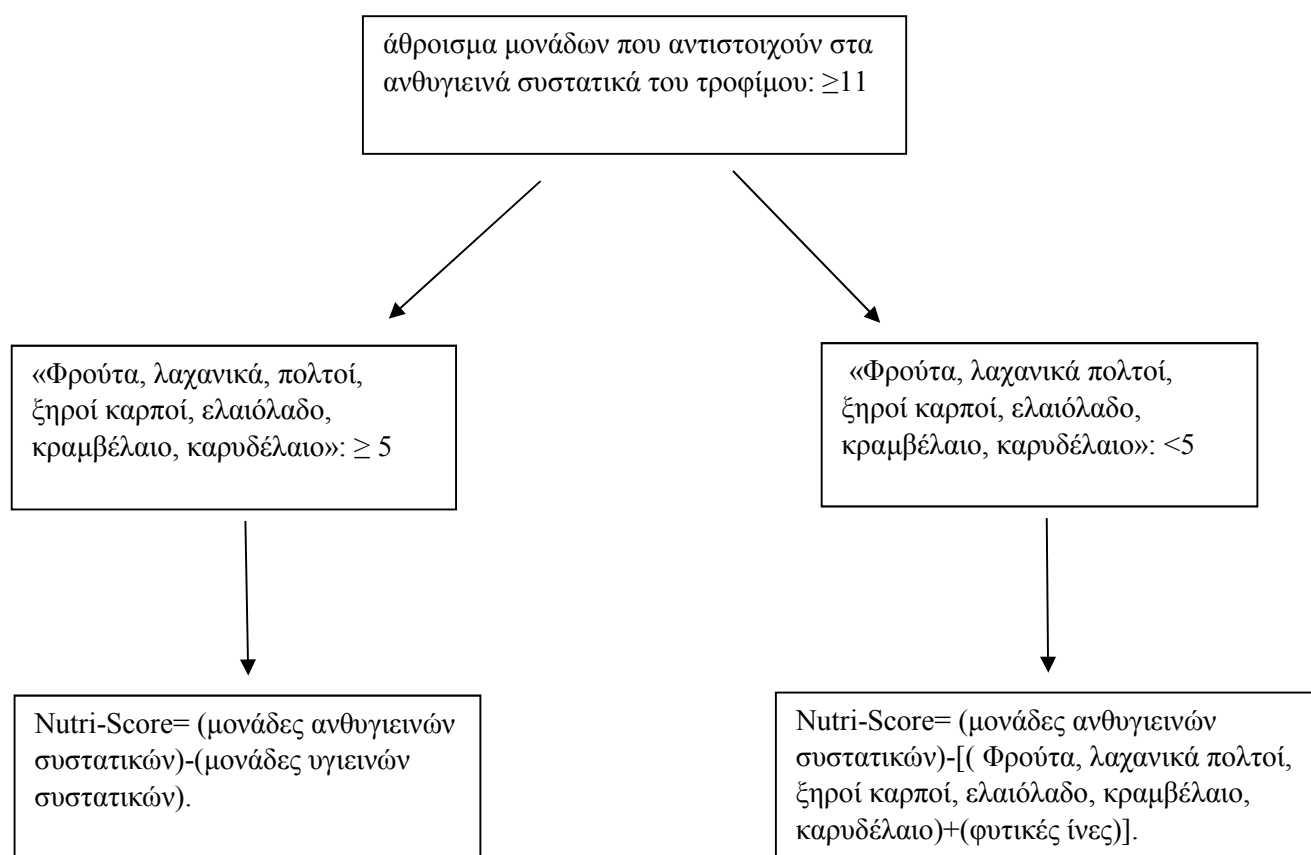 άθροισμα μονάδων που αντιστοιχούν στα
ανθυγιεινά συστατικά του τροφίμου: ≥11
«Φρούτα, λαχανικά, πολτοί,
ξηροί καρποί, ελαιόλαδο,
κραμβέλαιο, καρυδέλαιο»: ≥ 5
«Φρούτα, λαχανικά πολτοί,
ξηροί καρποί, ελαιόλαδο,
κραμβέλαιο, καρυδέλαιο»: <5
Nutri-Score= (μονάδες ανθυγιεινών
συστατικών)-(μονάδες υγιεινών
συστατικών).
Nutri-Score= (μονάδες ανθυγιεινών
συστατικών)-[( Φρούτα, λαχανικά πολτοί,
ξηροί καρποί, ελαιόλαδο, κραμβέλαιο,
καρυδέλαιο)+(φυτικές ίνες)].